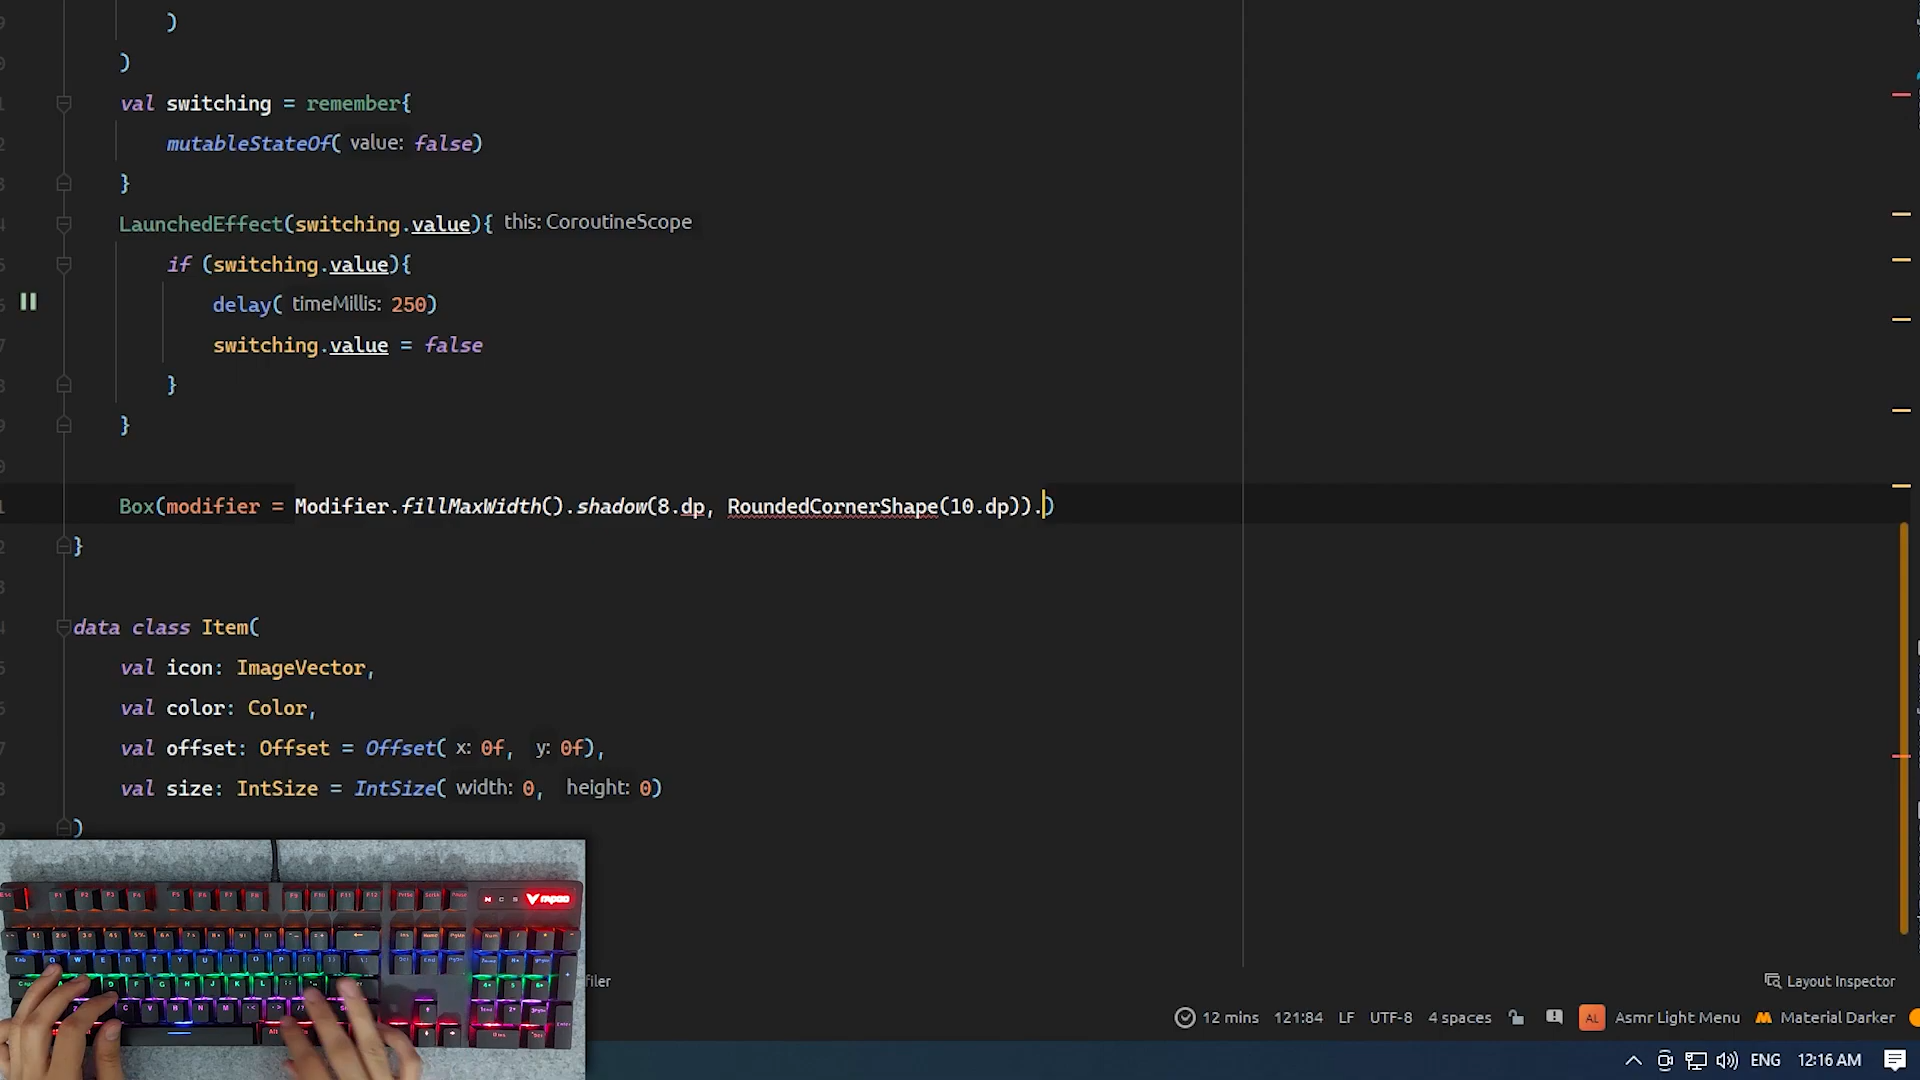 )
)
val switching = remember{
mutableStateOf( value: false)
}
LaunchedEffect(switching.value){ this: CoroutineScope
if (switching.value){
delay( timeMillis: 250)
switching.value = false
}
}
Box(modifier = Modifier.fillMaxWidth().shadow(8.dp, RoundedCornerShape(10.dp)).)
}
data class Item(
val icon: ImageVector,
val color: Color,
val offset: Offset = Offset( x: 0f, y: 0f),
val size: IntSize = IntSize( width: 0, height: 0)
)
filer
Layout Inspector
12 mins 121:84 LF UTF-8 4 spaces AL Asmr Light Menu Material Darker
ENG 12:16 AM
rapoo